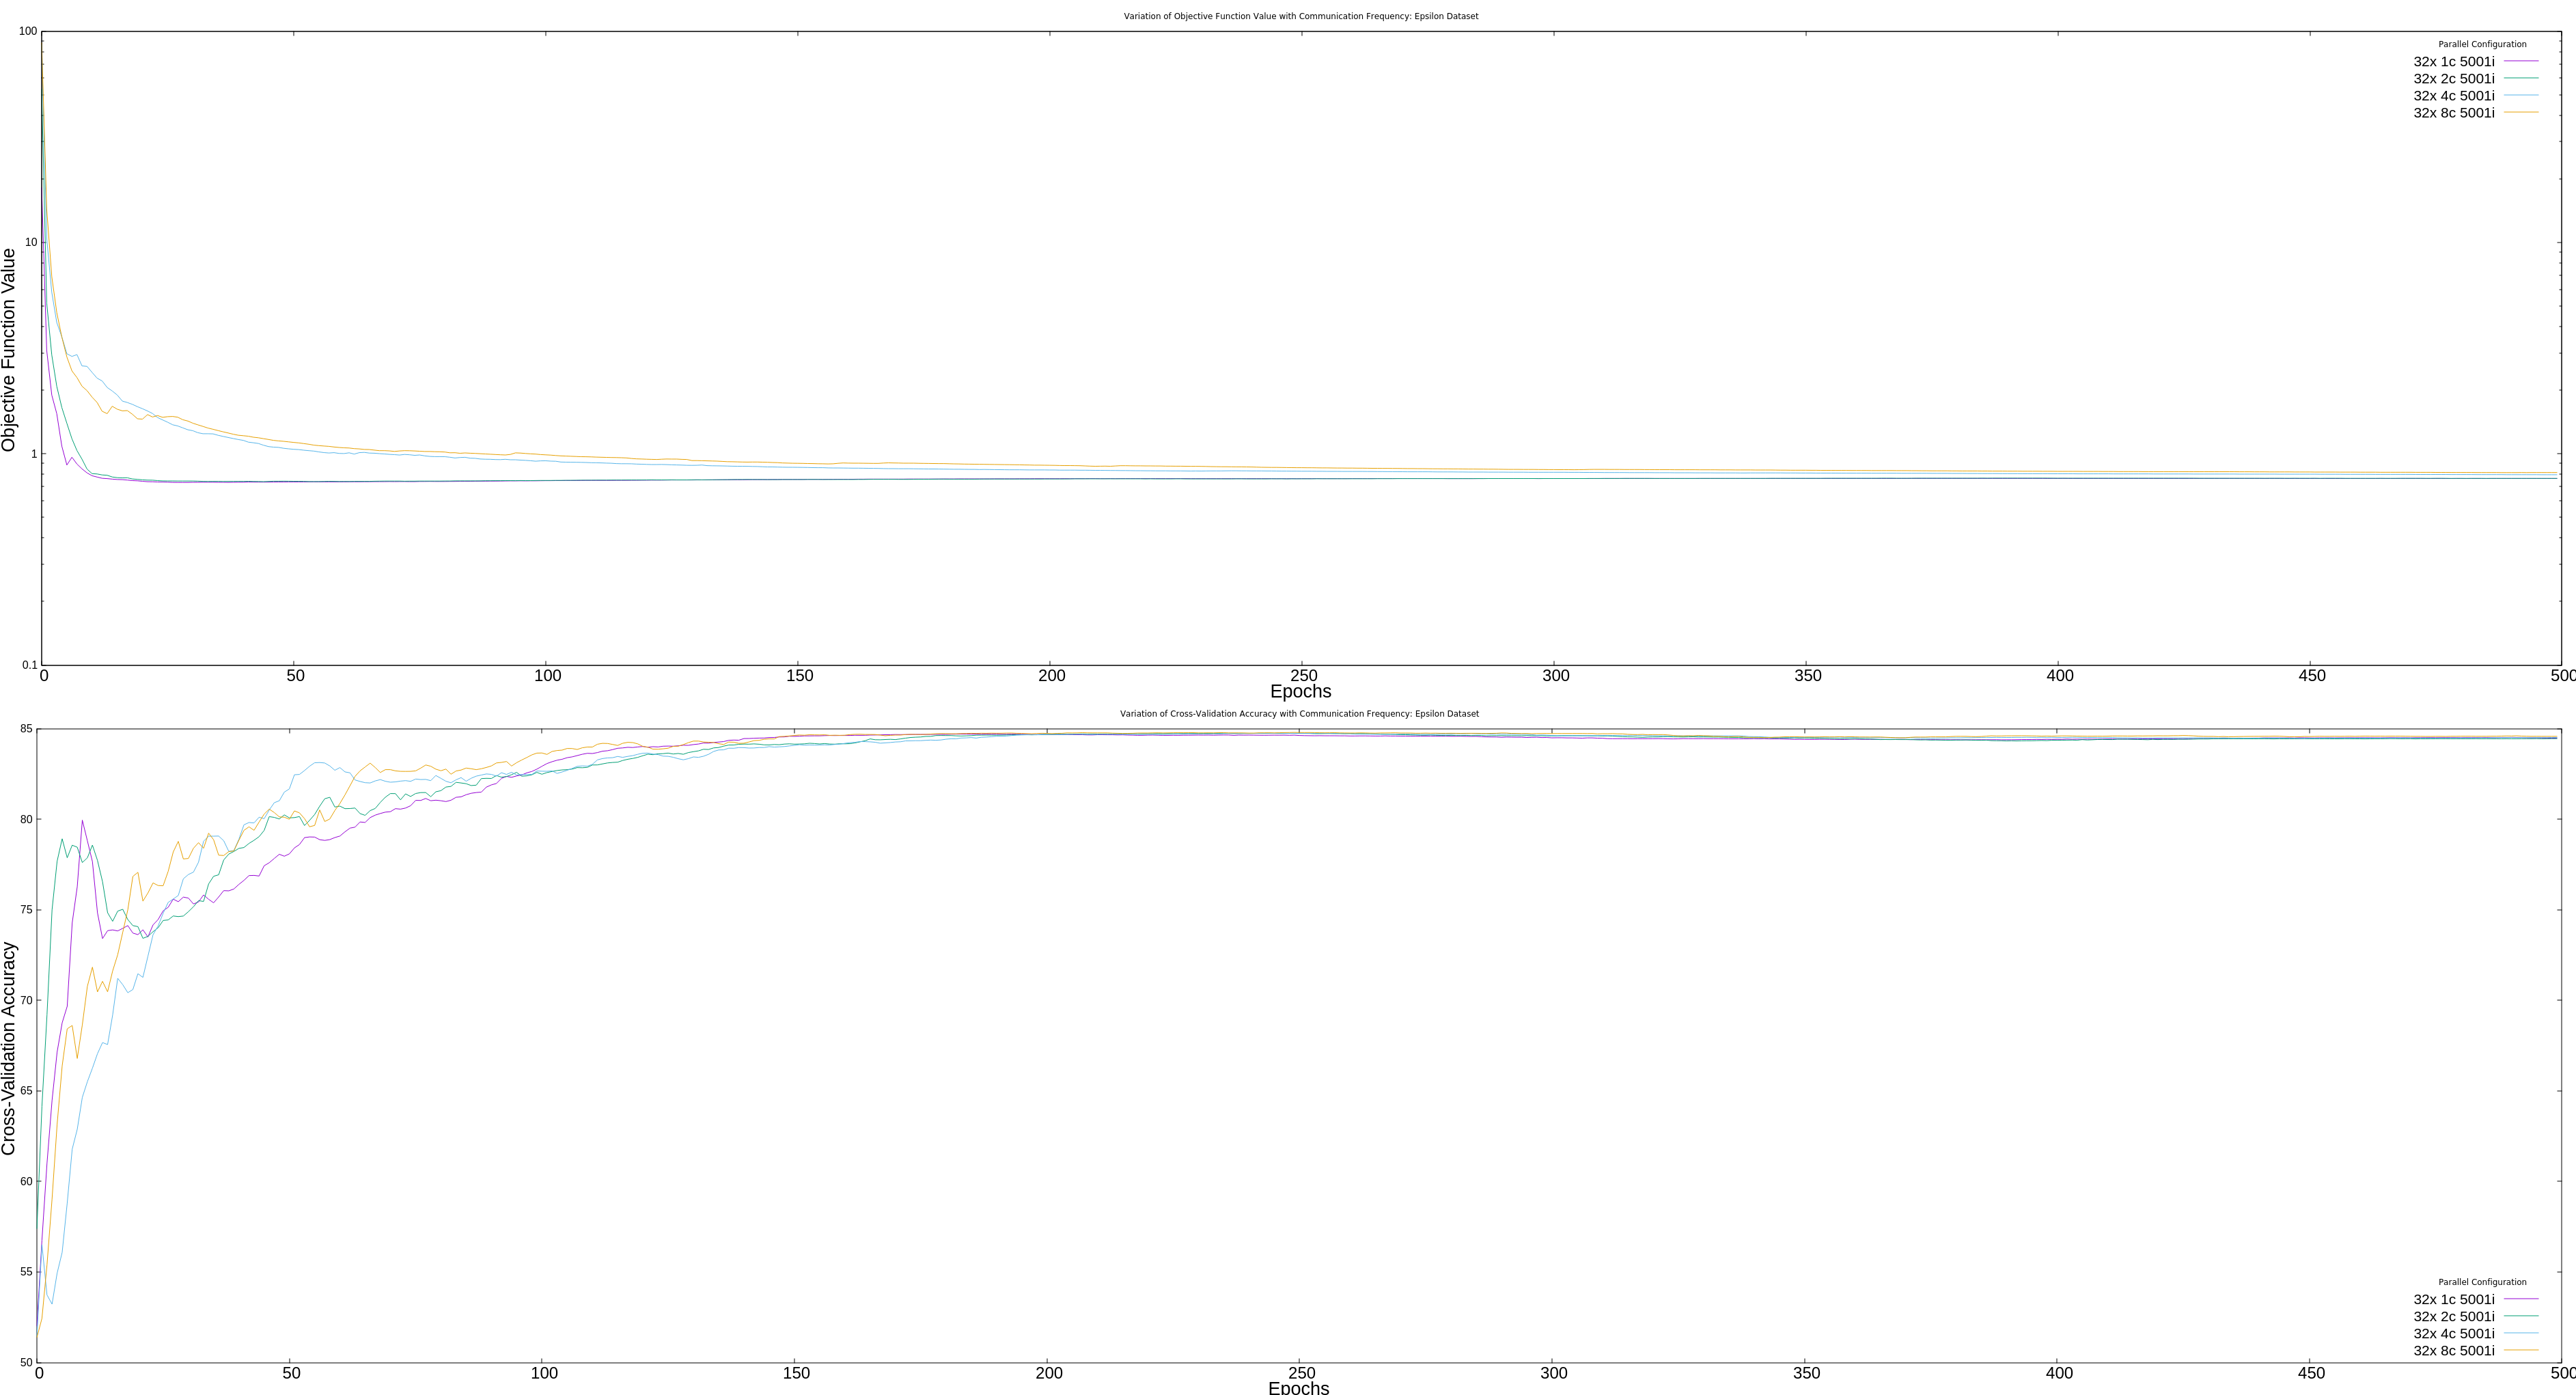 Variation of Objective Function Value with Communication Frequency: Epsilon Dataset
100
10
1
0.1
Objective Function Value
Parallel Configuration
32x 1c 5001i
32x 2c 5001i
32x 4c 5001i
32x 8c 5001i
0 50 100 150 200 250 300 350 400 450 500
Epochs
Variation of Cross-Validation Accuracy with Communication Frequency: Epsilon Dataset
85
80
75
70
65
60
55
50
Cross-Validation Accuracy
Parallel Configuration
32x 1c 5001i
32x 2c 5001i
32x 4c 5001i
32x 8c 5001i
0 50 100 150 200 250 300 350 400 450 500
Epochs